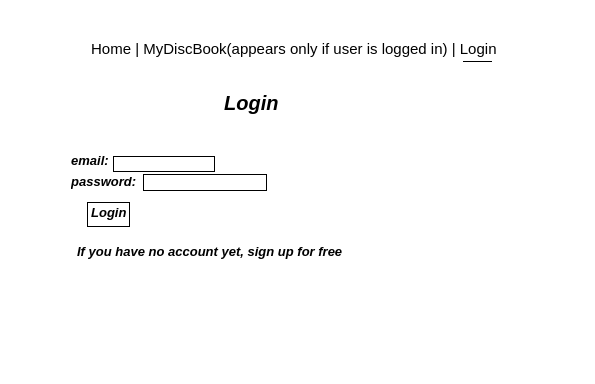 Home | MyDiscBook(appears only if user is logged in) | Login
Login
email:
password:
Login
If you have no account yet, sign up for free